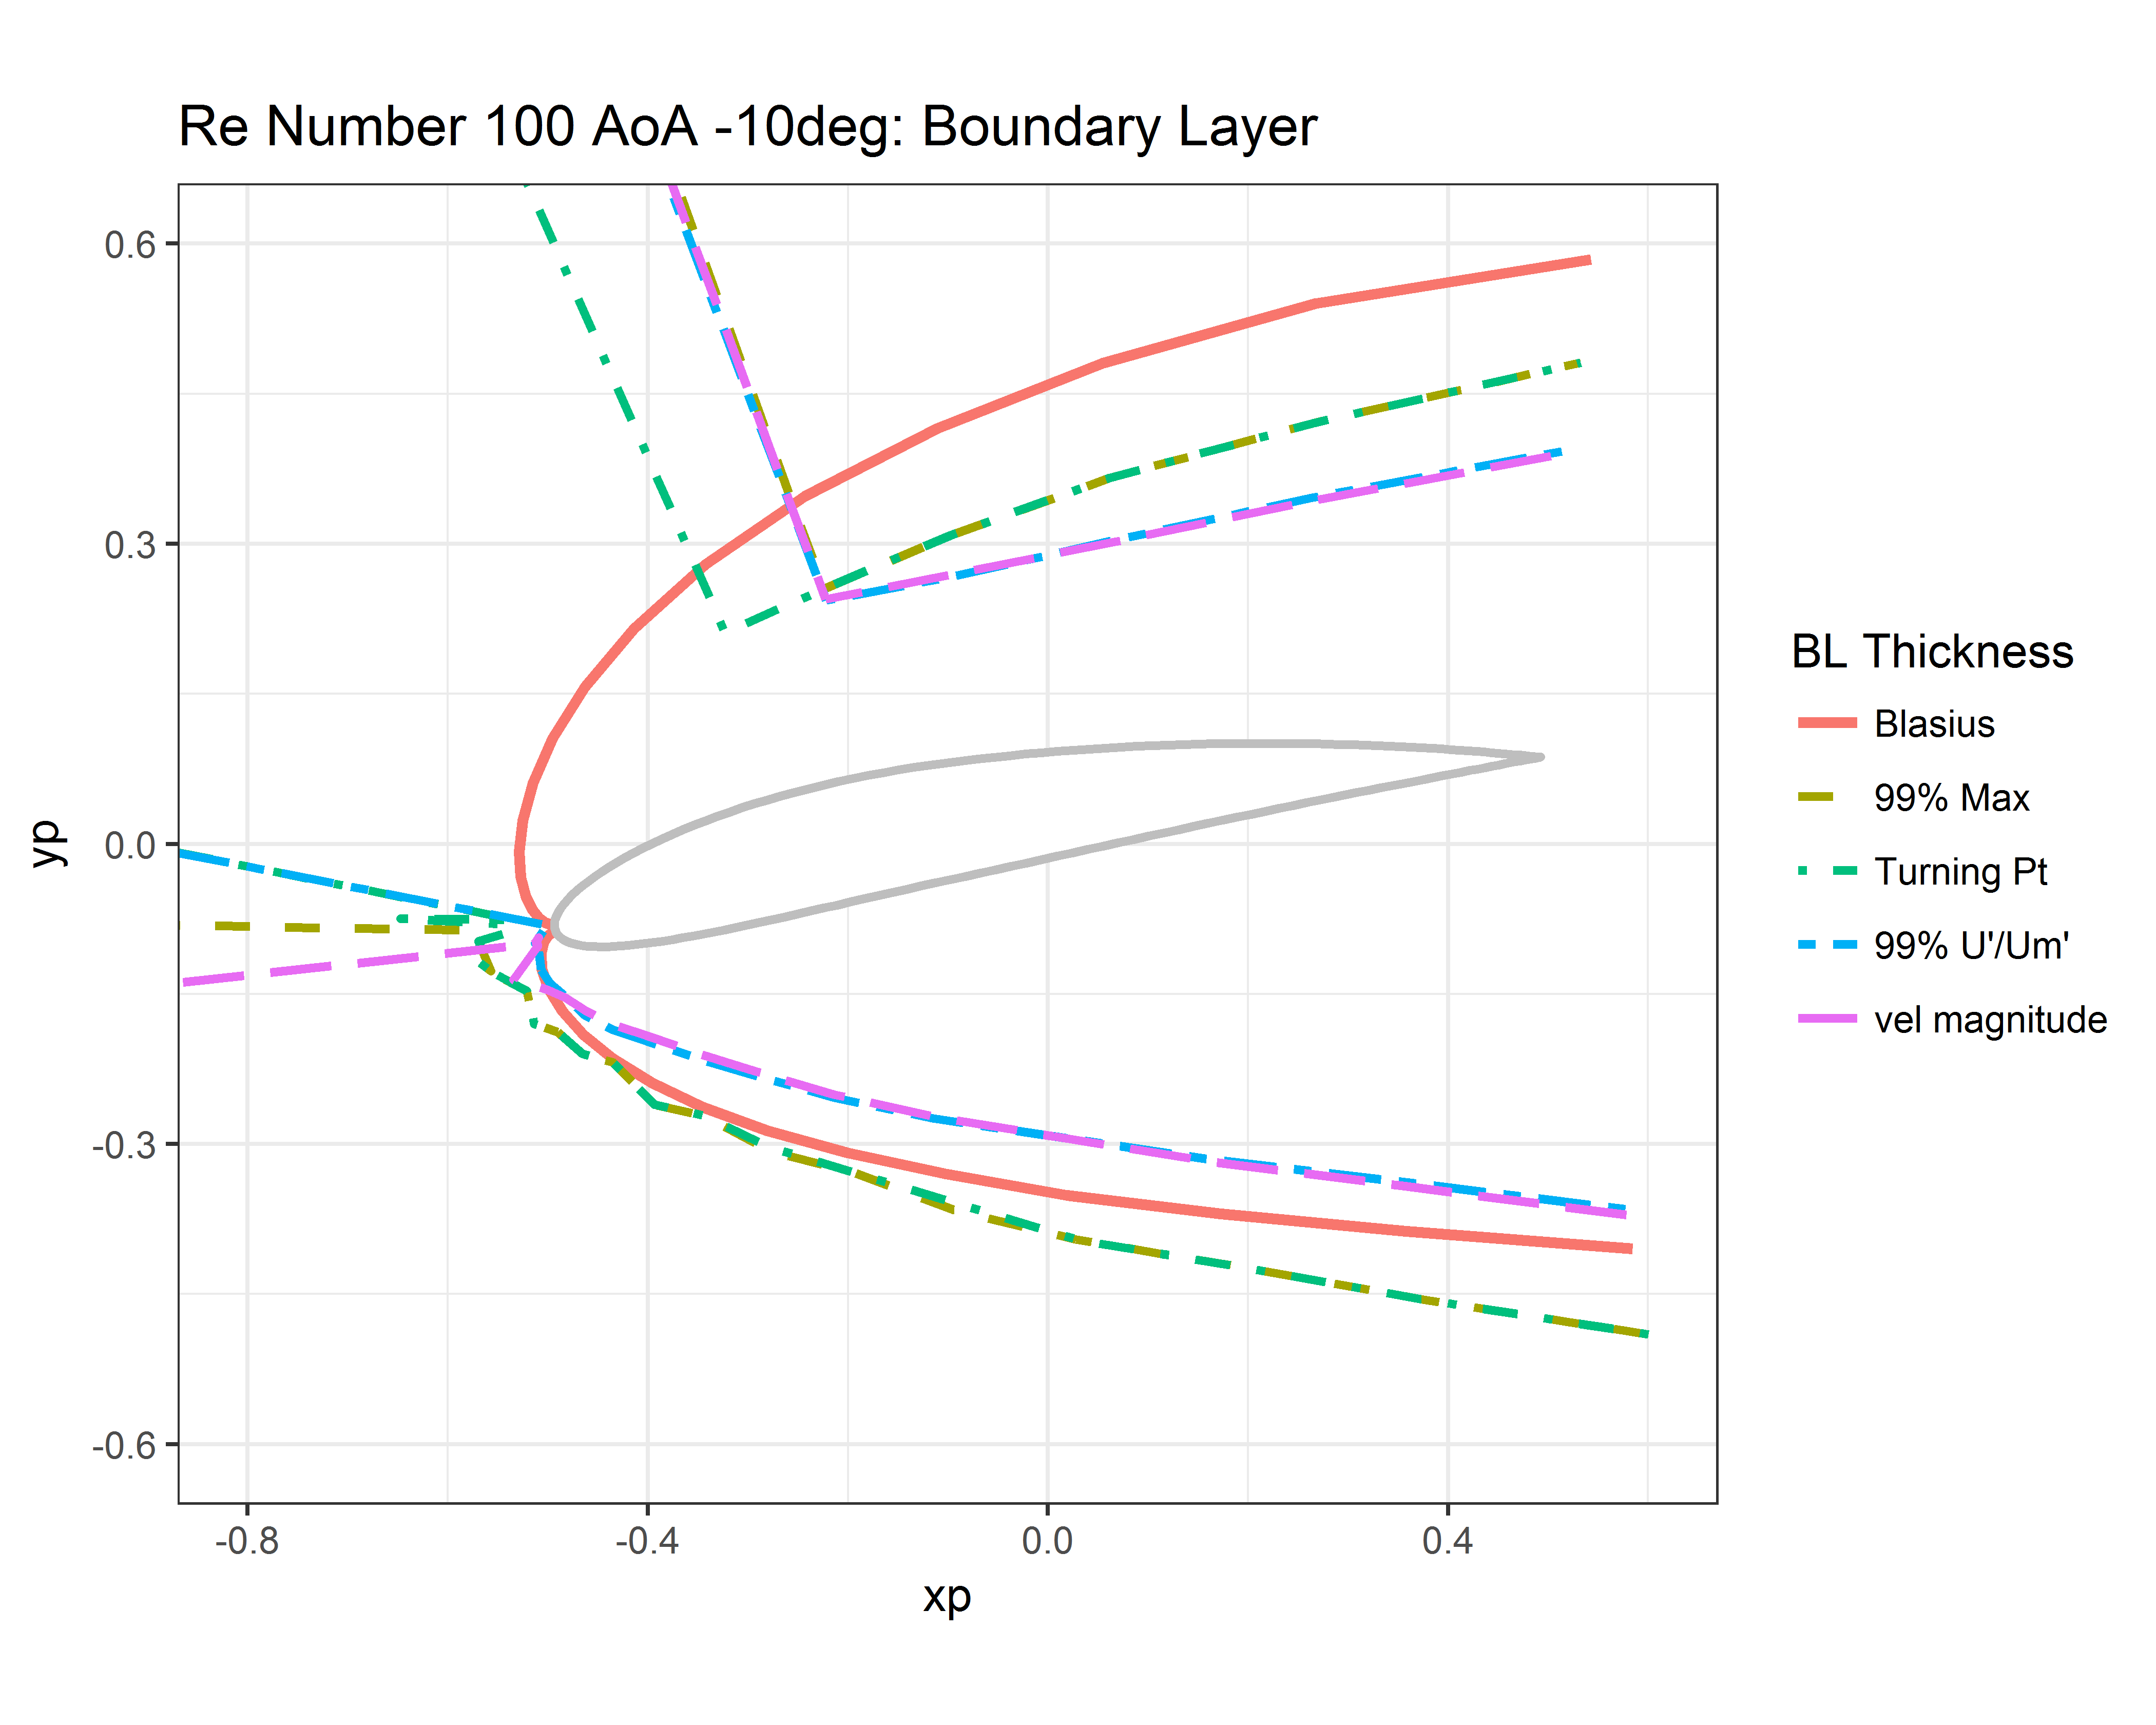 Re Number 100 AoA -10deg: Boundary Layer
0.6
0.3
0.0
-0.3
-0.6
yp
-0.8
-0.4
0.0
0.4
xp
BL Thickness
Blasius
99% Max
Turning Pt
99% U'/Um'
vel magnitude